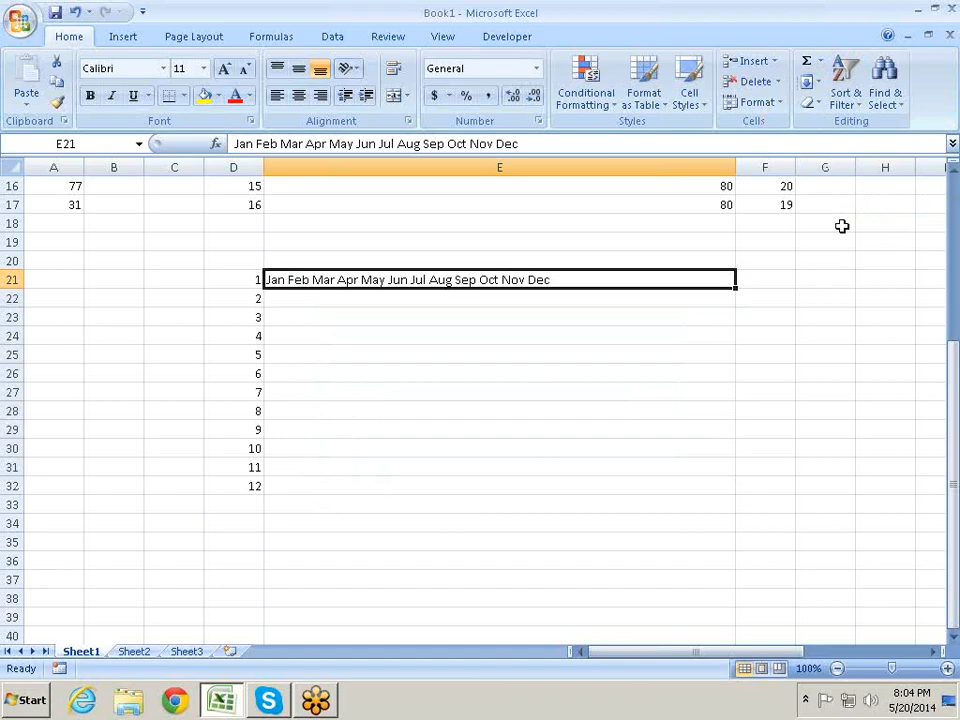 Book1 - Microsoft Excel
Home Insert Page Layout Formulas Data Review View Developer
Paste
Clipboard
Calibri 11
B I U
Font
Alignment
General
$ % ,
Number
Conditional Formatting
Format as Table
Cell Styles
Styles
Insert
Delete
Format
Cells
Σ
Sort & Filter
Find & Select
Editing
E21 fx Jan Feb Mar Apr May Jun Jul Aug Sep Oct Nov Dec
A B C D E F G H
16 77 15 80 20
17 31 16 80 19
18
19
20
21 1 Jan Feb Mar Apr May Jun Jul Aug Sep Oct Nov Dec
22 2
23 3
24 4
25 5
26 6
27 7
28 8
29 9
30 10
31 11
32 12
33
34
35
36
37
38
39
40
Sheet1 Sheet2 Sheet3
Ready 100%
Start 8:04 PM
5/20/2014